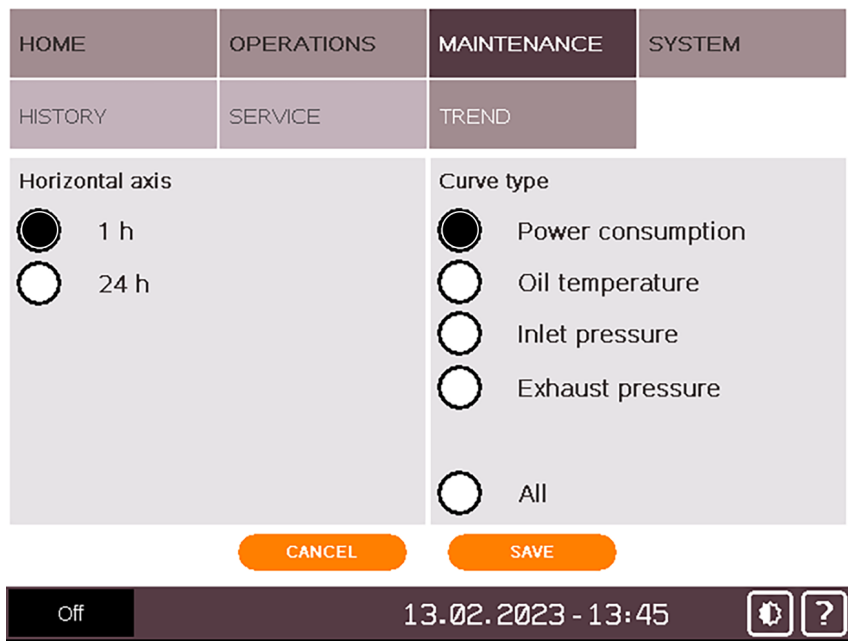 HOME OPERATIONS MAINTENANCE SYSTEM
HISTORY SERVICE TREND
Horizontal axis
1 h
24 h
Curve type
Power consumption
Oil temperature
Inlet pressure
Exhaust pressure
All
CANCEL SAVE
Off 13.02.2023-13:45 ?